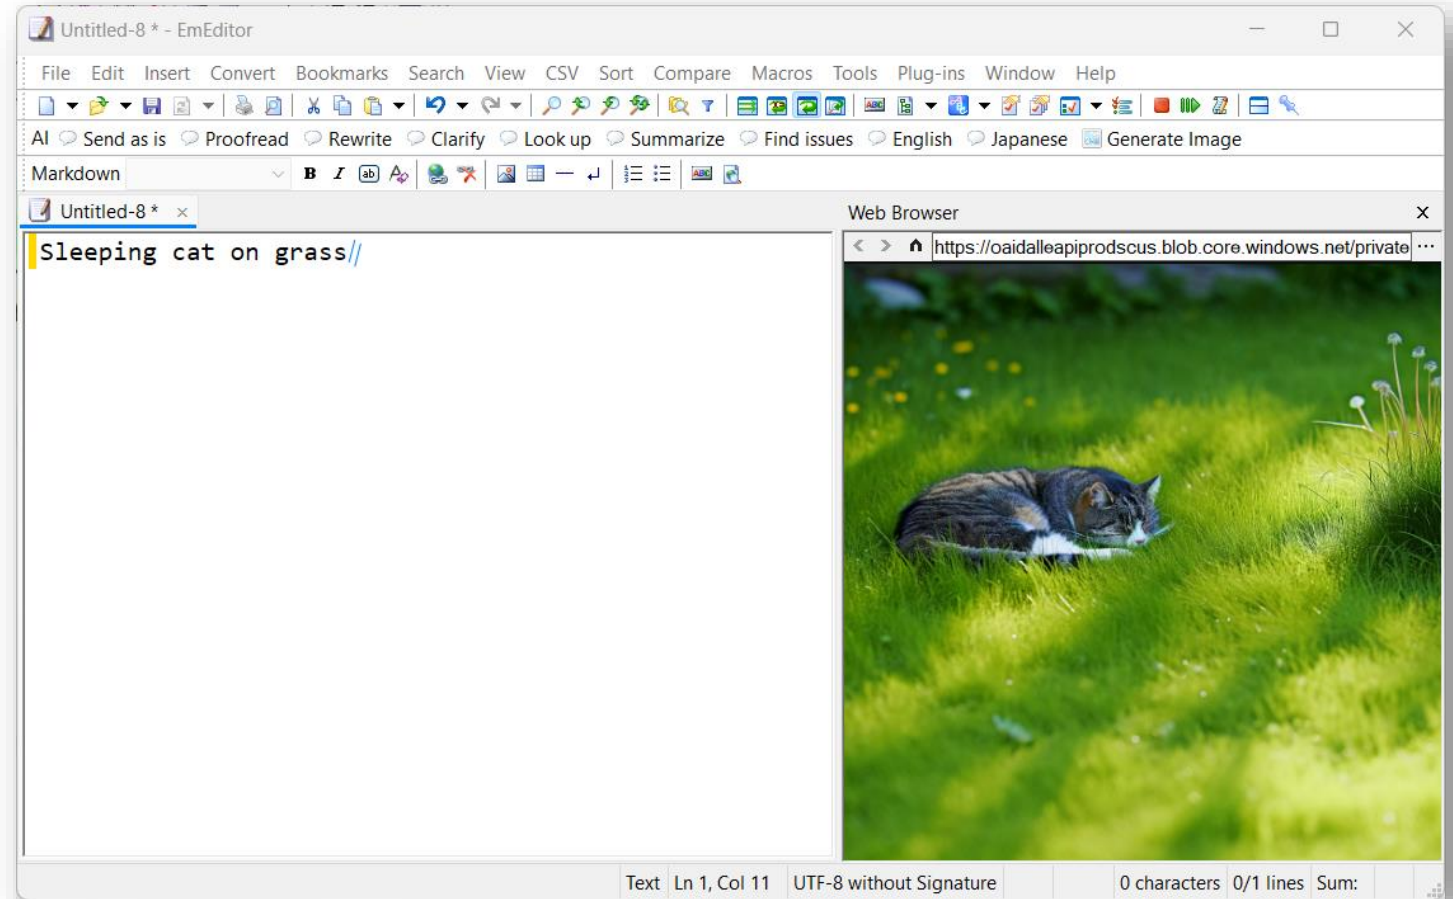 Untitled-8 * - EmEditor
File Edit Insert Convert Bookmarks Search View CSV Sort Compare Macros Tools Plug-ins Window Help
AI Send as is Proofread Rewrite Clarify Look up Summarize Find issues English Japanese Generate Image
Markdown B I ab A ABC
Untitled-8 * × Web Browser X
Sleeping cat on grass
https://oaidalleapiprodscus.blob.core.windows.net/private ...
Text Ln 1, Col 11 UTF-8 without Signature 0 characters 0/1 lines Sum: